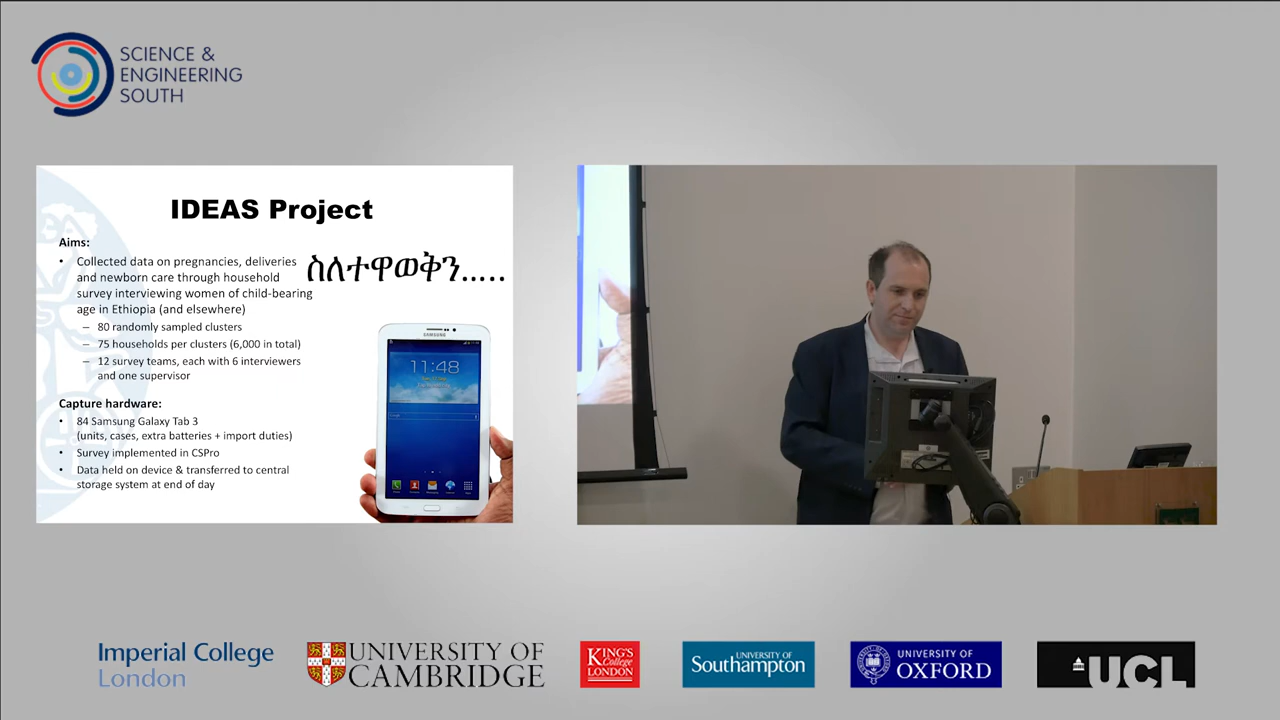 SCIENCE &
ENGINEERING
SOUTH
IDEAS Project
Aims:
• Collected data on pregnancies, deliveries
and newborn care through household
survey interviewing women of child-bearing
age in Ethiopia (and elsewhere)
– 80 randomly sampled clusters
– 75 households per clusters (6,000 in total)
– 12 survey teams, each with 6 interviewers
and one supervisor
ስለተዋወቅን.....
Capture hardware:
• 84 Samsung Galaxy Tab 3
(units, cases, extra batteries + import duties)
• Survey implemented in CSPro
• Data held on device & transferred to central
storage system at end of day
SAMSUNG
11:48
Imperial College
London
UNIVERSITY OF
CAMBRIDGE
KING'S
College
LONDON
UNIVERSITY OF
Southampton
UNIVERSITY OF
OXFORD
UCL